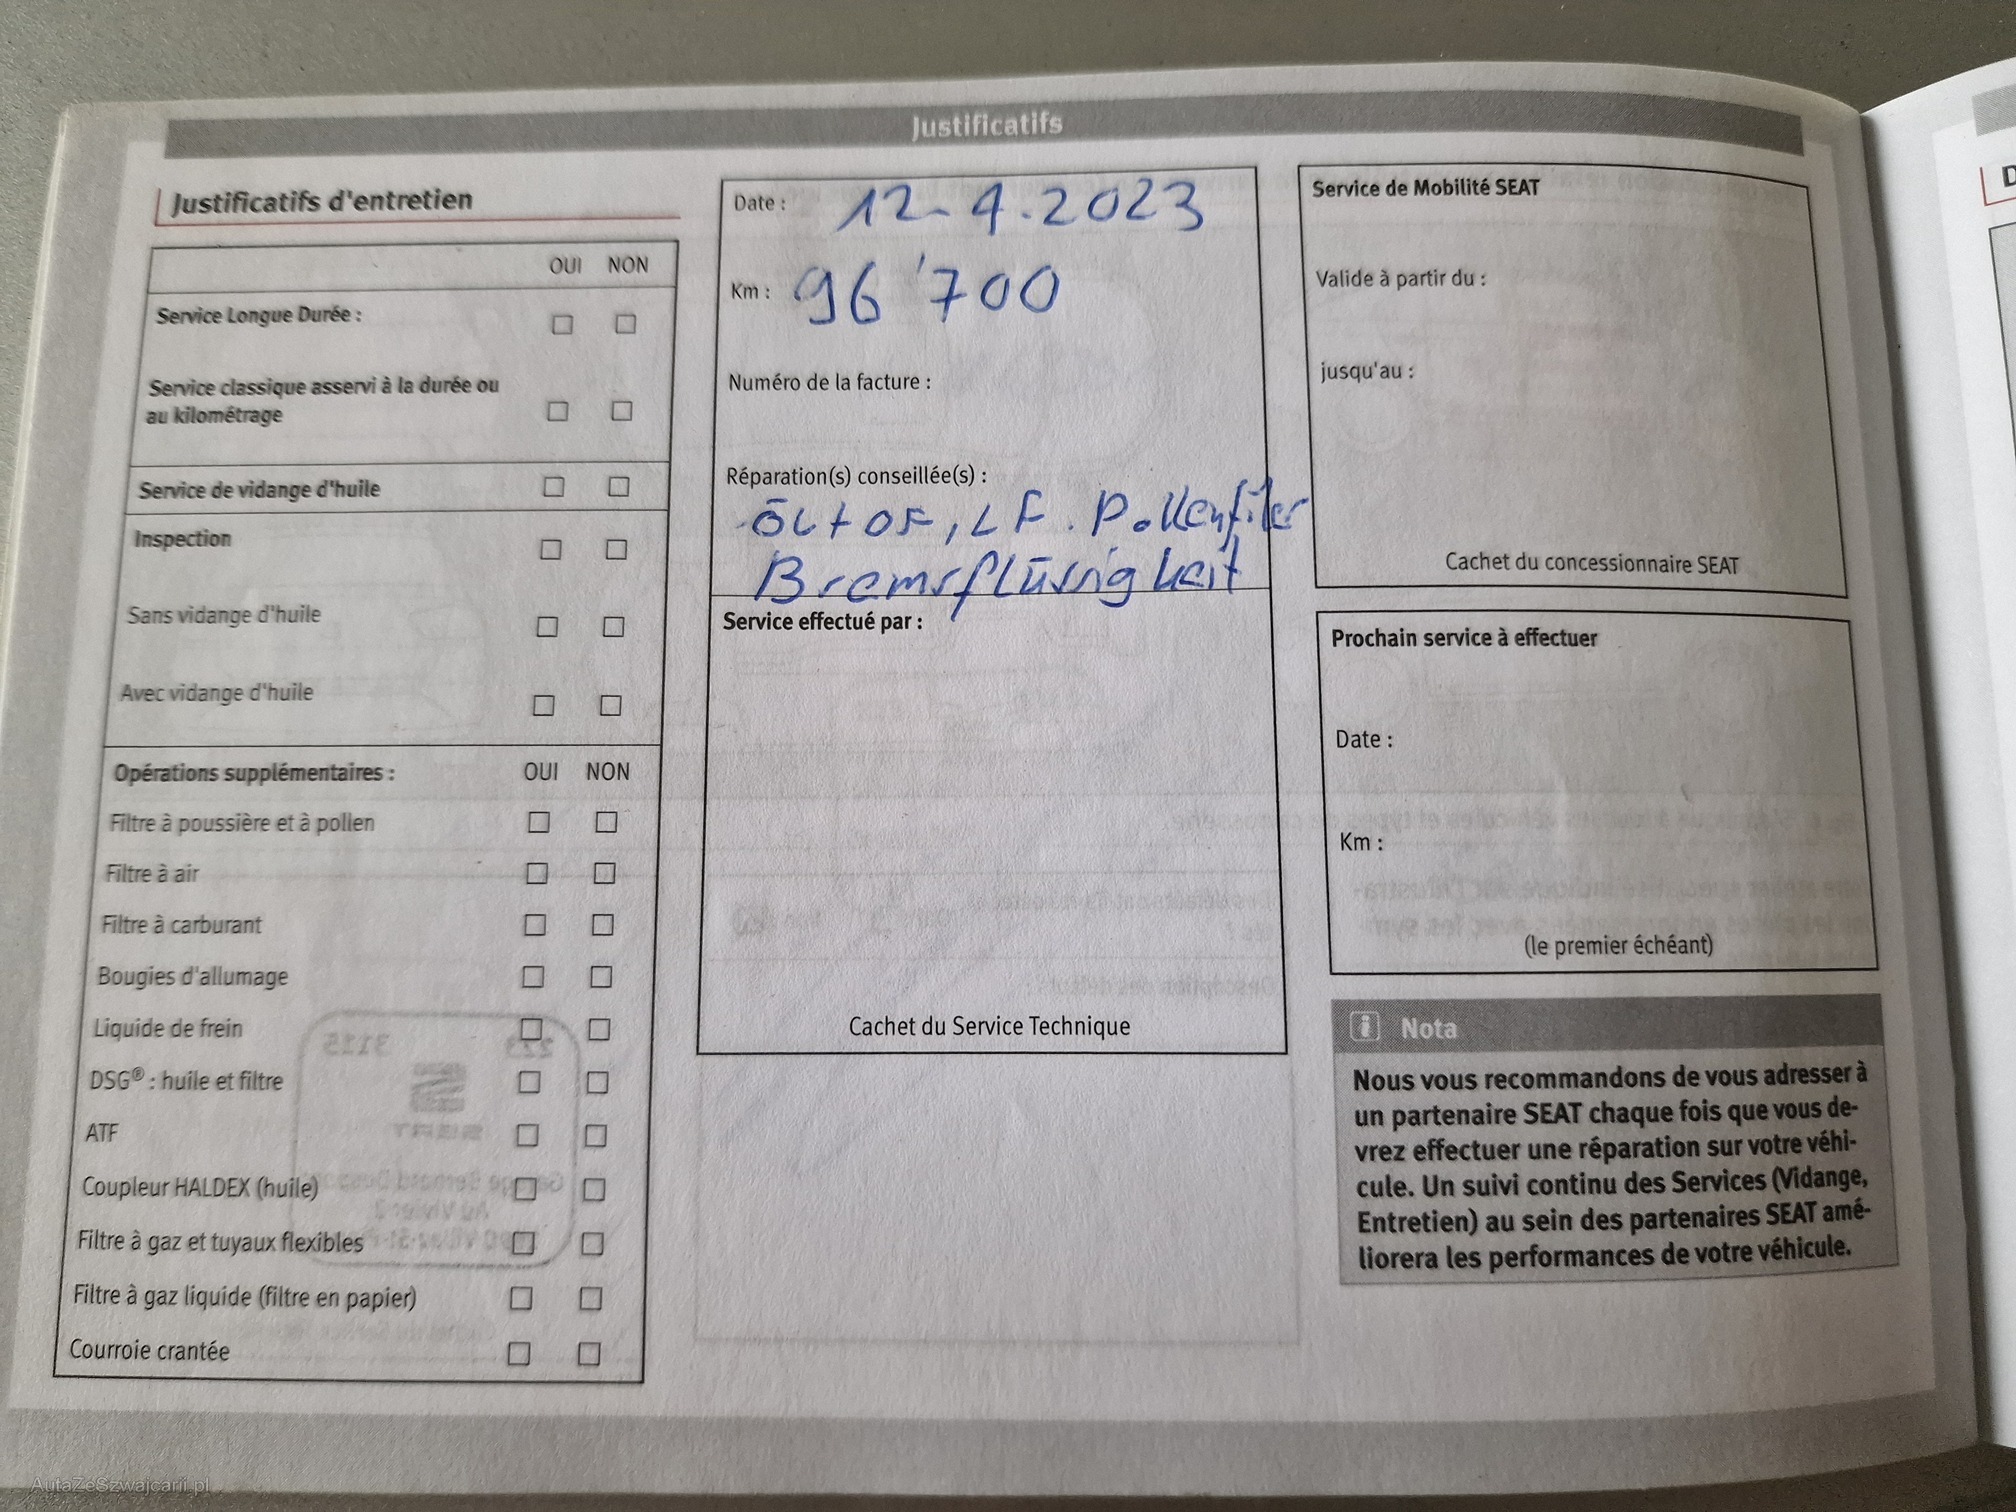 Justificatifs
Justificatifs d'entretien
OUI NON
Service Longue Durée :
Service classique asservi à la durée ou
au kilométrage
Service de vidange d'huile
Inspection
Sans vidange d'huile
Avec vidange d'huile
Opérations supplémentaires : OUI NON
Filtre à poussière et à pollen
Filtre à air
Filtre à carburant
Bougies d'allumage
Liquide de frein
DSG® : huile et filtre
ATF
Coupleur HALDEX (huile)
Filtre à gaz et tuyaux flexibles
Filtre à gaz liquide (filtre en papier)
Courroie crantée
Date : 12.4.2023
Km : 96'700
Numéro de la facture :
Réparation(s) conseillée(s) :
ÖL + OF, LF. Pollenfilter
Bremsflüssigkeit
Service effectué par :
Cachet du Service Technique
Service de Mobilité SEAT
Valide à partir du :
jusqu'au :
Cachet du concessionnaire SEAT
Prochain service à effectuer
Date :
Km :
(le premier échéant)
Nota
Nous vous recommandons de vous adresser à
un partenaire SEAT chaque fois que vous de-
vrez effectuer une réparation sur votre véhi-
cule. Un suivi continu des Services (Vidange,
Entretien) au sein des partenaires SEAT amé-
liorera les performances de votre véhicule.
D
AutaZeSzwajcarii.pl